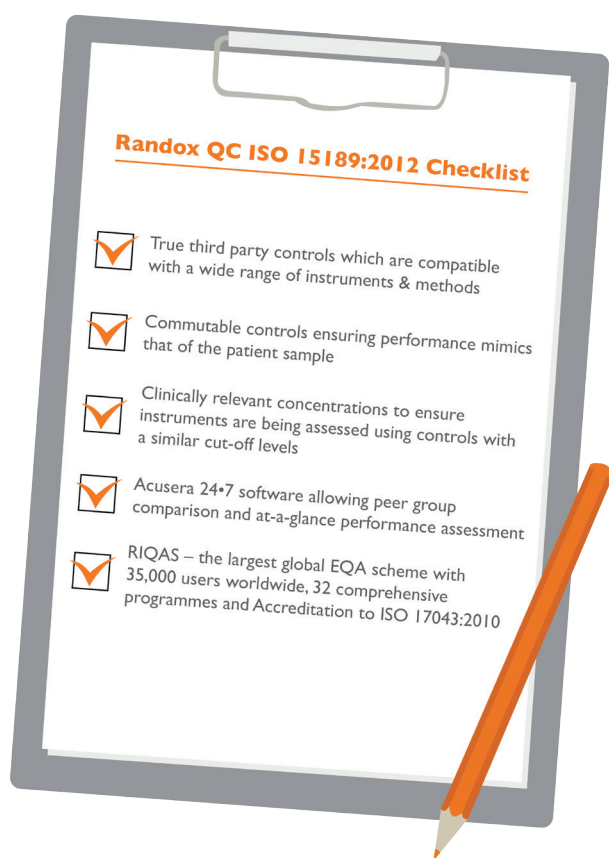 Randox QC ISO 15189:2012 Checklist
True third party controls which are compatible
with a wide range of instruments & methods
Commutable controls ensuring performance mimics
that of the patient sample
Clinically relevant concentrations to ensure
instruments are being assessed using controls with
a similar cut-off levels
Acusera 24•7 software allowing peer group
comparison and at-a-glance performance assessment
RIQAS – the largest global EQA scheme with
35,000 users worldwide, 32 comprehensive
programmes and Accreditation to ISO 17043:2010